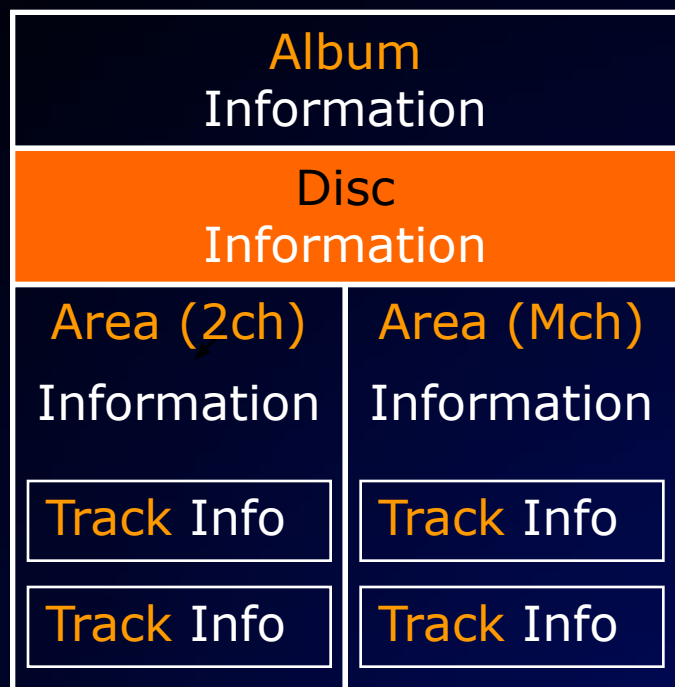 Album
Information
Disc
Information
Area (2ch)
Information
Track Info
Track Info
Area (Mch)
Information
Track Info
Track Info